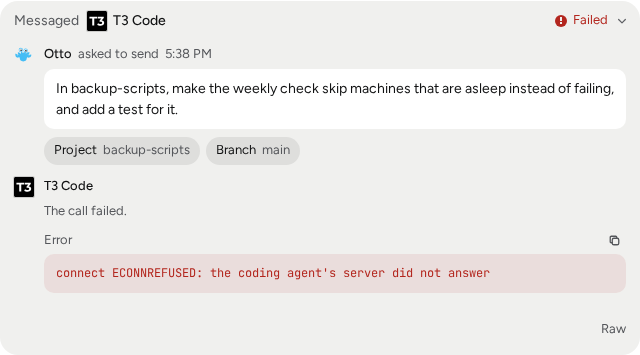 Messaged T3 T3 Code Failed
Otto asked to send 5:38 PM
In backup-scripts, make the weekly check skip machines that are asleep instead of failing,
and add a test for it.
Project backup-scripts Branch main
T3 T3 Code
The call failed.
Error
connect ECONNREFUSED: the coding agent's server did not answer
Raw